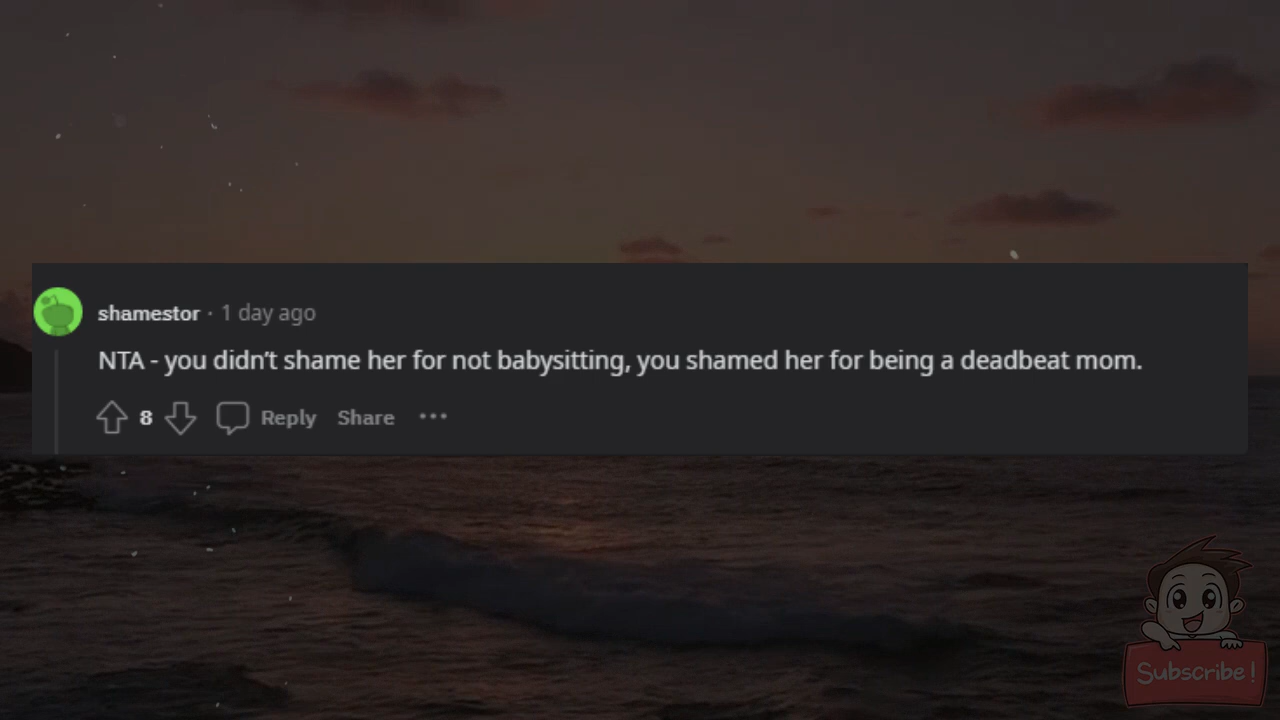 shamestor · 1 day ago
NTA - you didn't shame her for not babysitting, you shamed her for being a deadbeat mom.
8 Reply Share ···
Subscribe!